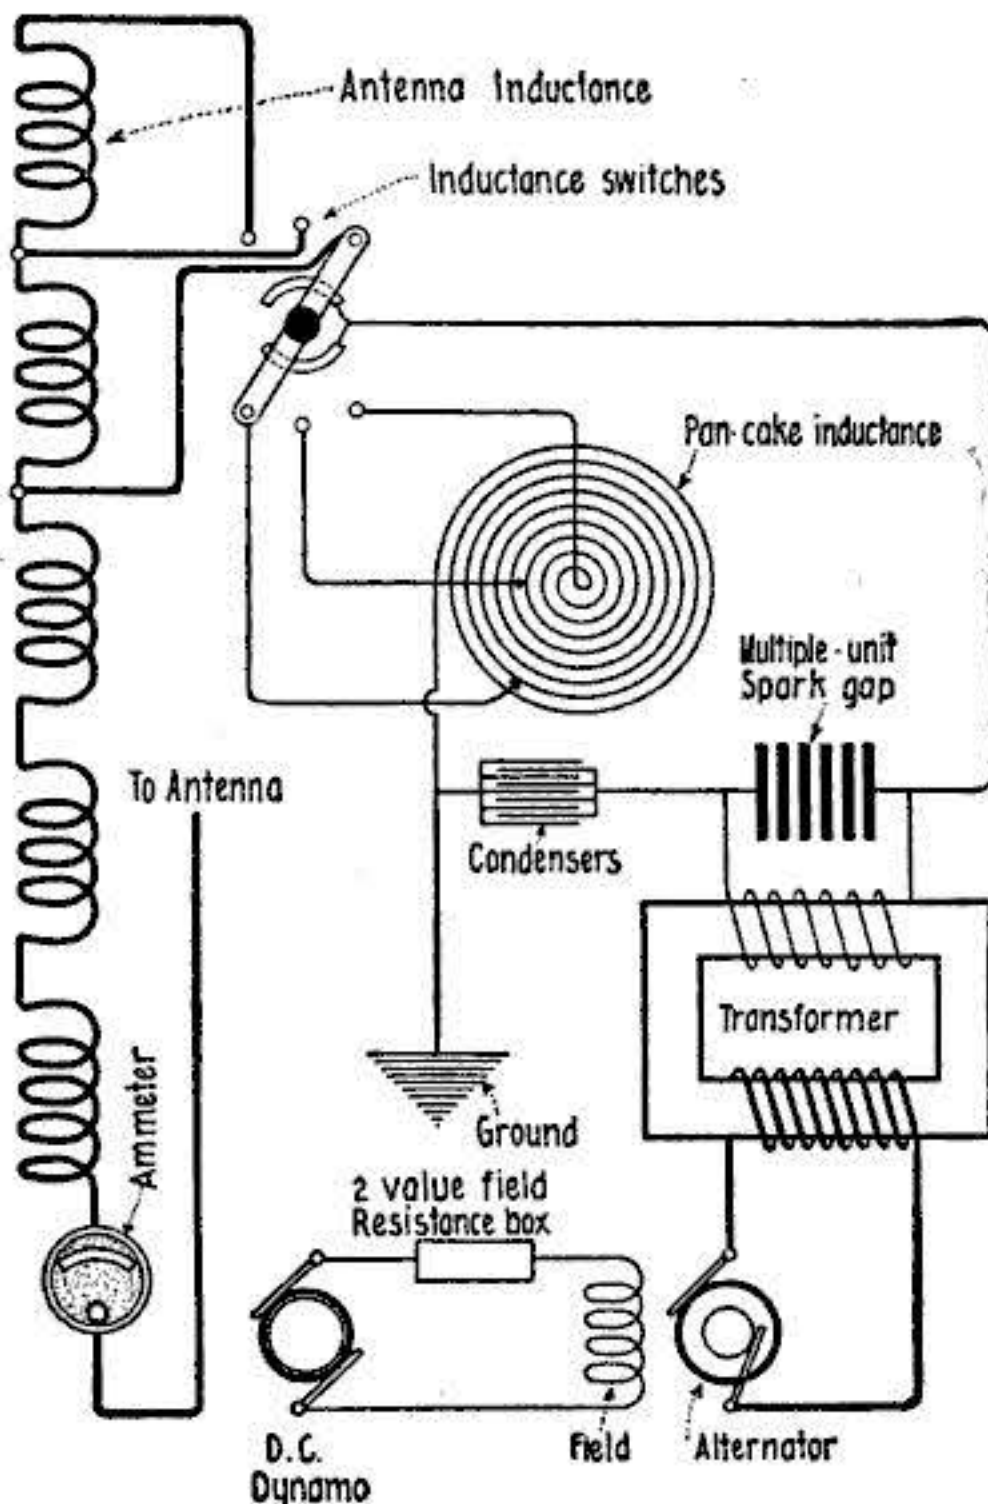 Antenna Inductance
Inductance switches
Pan-cake inductance
Multiple-unit
Spark gap
To Antenna
Condensers
Transformer
Ammeter
Ground
2 value field
Resistance box
D.C.
Dynamo
Field
Alternator